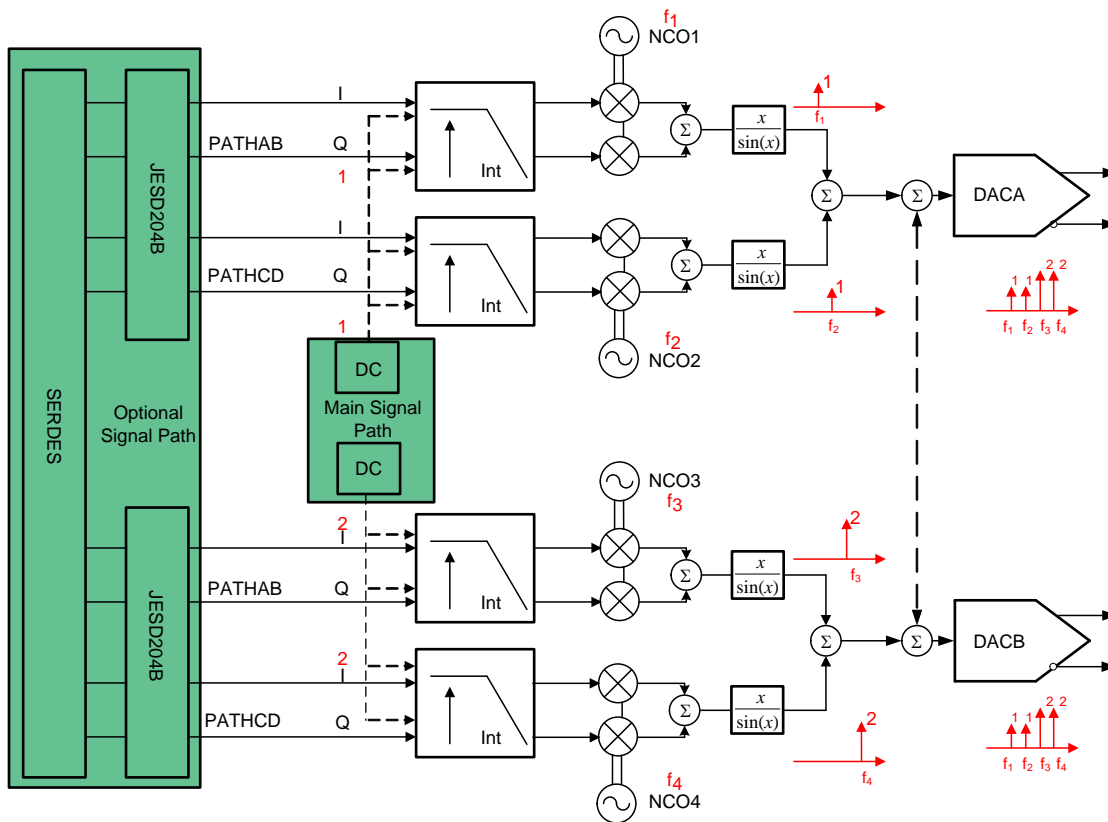 f1
NCO1
I
PATHAB
Q
1
Int
Σ
x
sin(x)
1
f1
SERDES
JESD204B
I
PATHCD
Q
1
Int
Σ
x
sin(x)
1
f2
f2
NCO2
Σ
Σ
DACA
1 1 2 2
f1 f2 f3 f4
Optional
Signal Path
DC
Main Signal
Path
DC
NCO3
f3
JESD204B
2
I
PATHAB
Q
Int
Σ
x
sin(x)
2
f3
2
I
PATHCD
Q
Int
Σ
x
sin(x)
2
f4
f4
NCO4
Σ
Σ
DACB
1 1 2 2
f1 f2 f3 f4